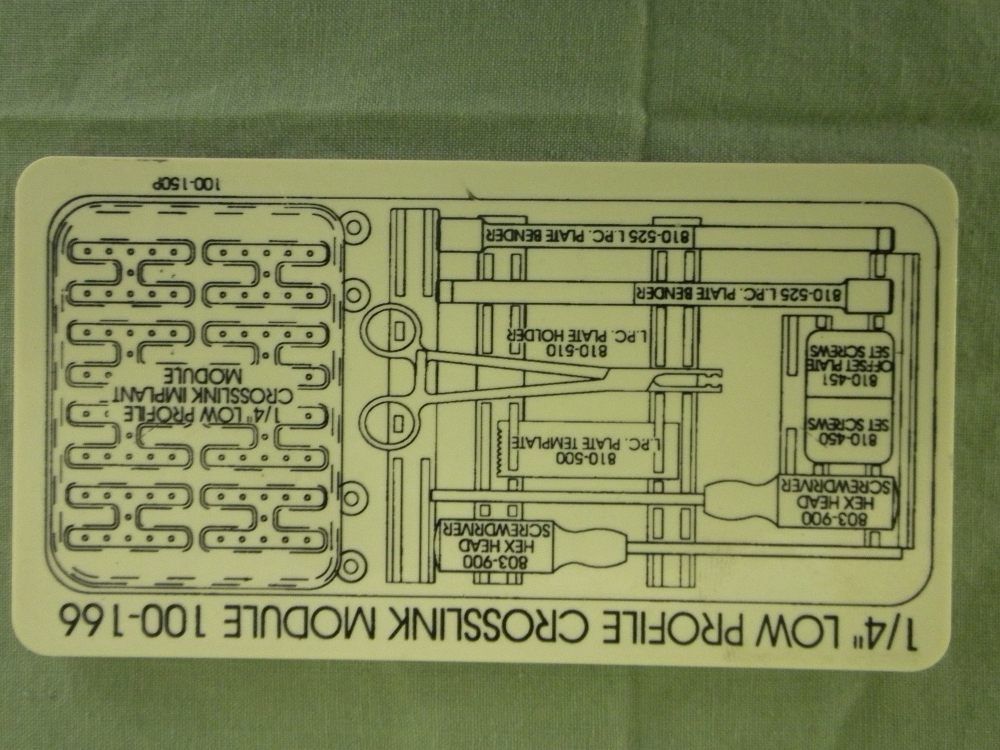 1/4" LOW PROFILE CROSSLINK MODULE 100-166
803-900
HEX HEAD
SCREWDRIVER
803-900
HEX HEAD
SCREWDRIVER
810-450
SET SCREWS
810-451
OFFSET PLATE
SET SCREWS
810-500
L.P.C. PLATE TEMPLATE
810-510
L.P.C. PLATE HOLDER
810-525 L.P.C. PLATE BENDER
810-525 L.P.C. PLATE BENDER
1/4" LOW PROFILE
CROSSLINK IMPLANT
MODULE
100-150P